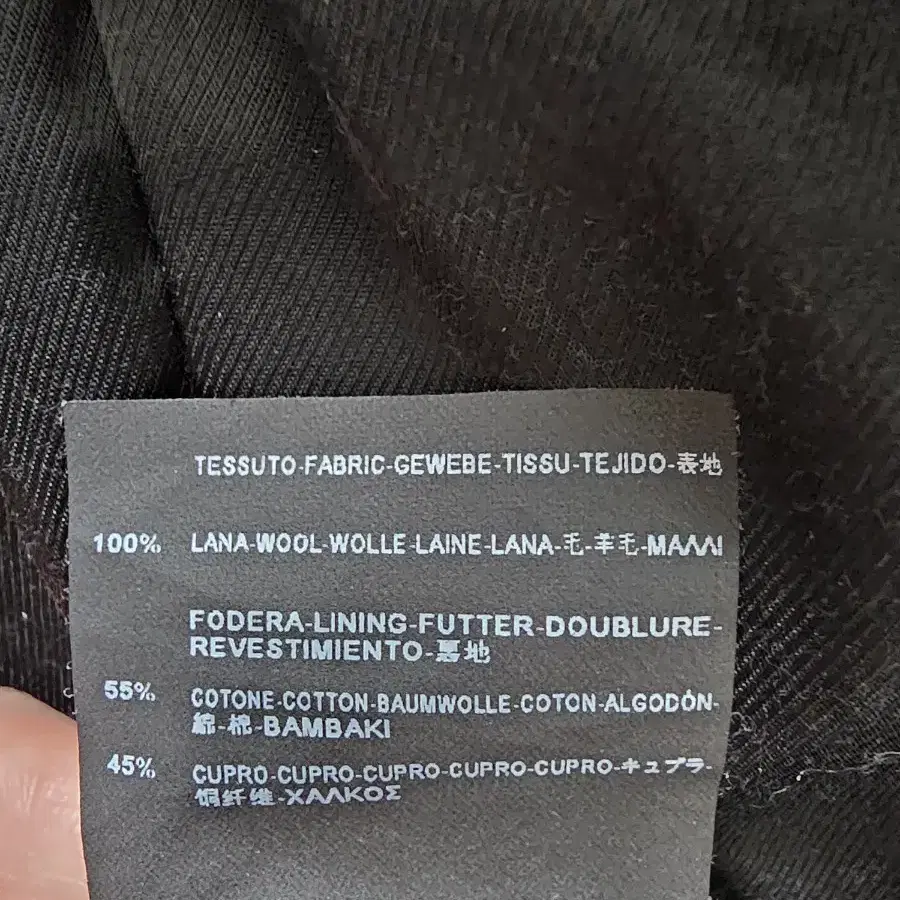 TESSUTO-FABRIC-GEWEBE-TISSU-TEJIDO-表地
100% LANA-WOOL-WOLLE-LAINE-LANA-毛-羊毛-ΜΑΛΛΙ
FODERA-LINING-FUTTER-DOUBLURE-
REVESTIMIENTO-裏地
55% COTONE-COTTON-BAUMWOLLE-COTON-ALGODÓN-
綿-棉-BAMBAKI
45% CUPRO-CUPRO-CUPRO-CUPRO-CUPRO-キュプラ-
铜纤维-ΧΑΛΚΟΣ